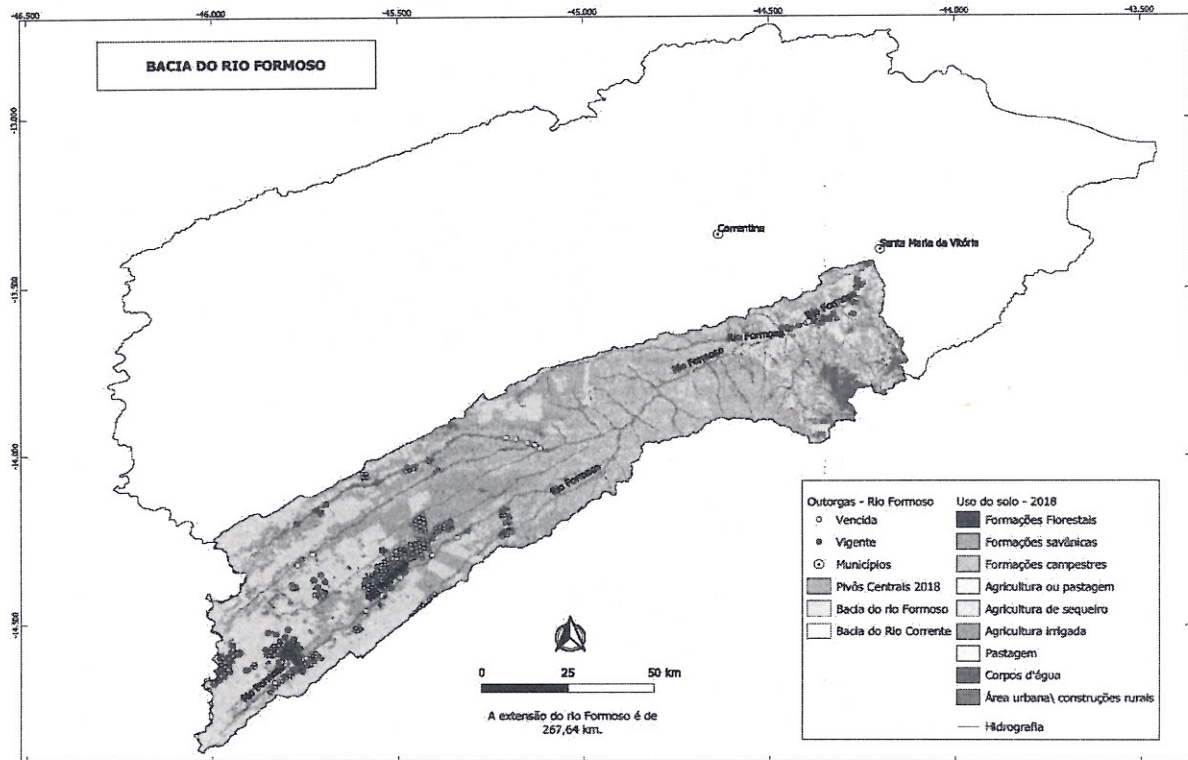 -46.500
-46.000
-45.500
-45.000
-44.500
-44.000
-43.500
BACIA DO RIO FORMOSO
-13.000
Correntina
Santa Maria da Vitória
-13.500
Rio Formoso
Rio Formoso
Rio Formoso
-14.000
Rio Formoso
-14.500
Rio Formoso
0 25 50 km
A extensão do rio Formoso é de
267,64 km.
Outorgas - Rio Formoso
Vencida
Vigente
Municípios
Pivôs Centrais 2018
Bacia do rio Formoso
Bacia do Rio Corrente
Uso do solo - 2018
Formações Florestais
Formações savânicas
Formações campestres
Agricultura ou pastagem
Agricultura de sequeiro
Agricultura irrigada
Pastagem
Corpos d'água
Área urbana\ construções rurais
Hidrografia